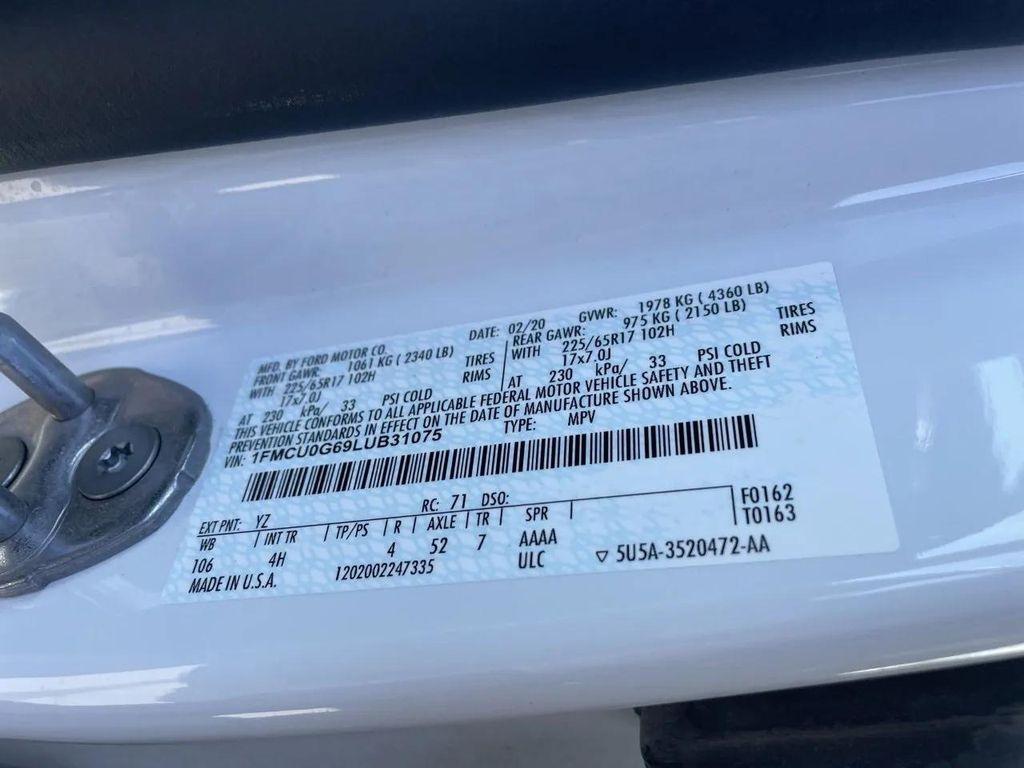 MFD. BY FORD MOTOR CO.
DATE: 02/20 GVWR: 1978 KG ( 4360 LB)
FRONT GAWR: 1061 KG ( 2340 LB)
REAR GAWR: 975 KG ( 2150 LB)
WITH 225/65R17 102H TIRES
WITH 225/65R17 102H TIRES
17x7.0J RIMS
17x7.0J RIMS
AT 230 kPa/ 33 PSI COLD
AT 230 kPa/ 33 PSI COLD
THIS VEHICLE CONFORMS TO ALL APPLICABLE FEDERAL MOTOR VEHICLE SAFETY AND THEFT
PREVENTION STANDARDS IN EFFECT ON THE DATE OF MANUFACTURE SHOWN ABOVE.
VIN: 1FMCU0G69LUB31075 TYPE: MPV
EXT PNT: YZ RC: 71 DSO:
WB | INT TR | TP/PS | R | AXLE | TR | SPR | F0162
106 4H 4 52 7 AAAA T0163
MADE IN U.S.A. 1202002247335 ULC ▽ 5U5A-3520472-AA